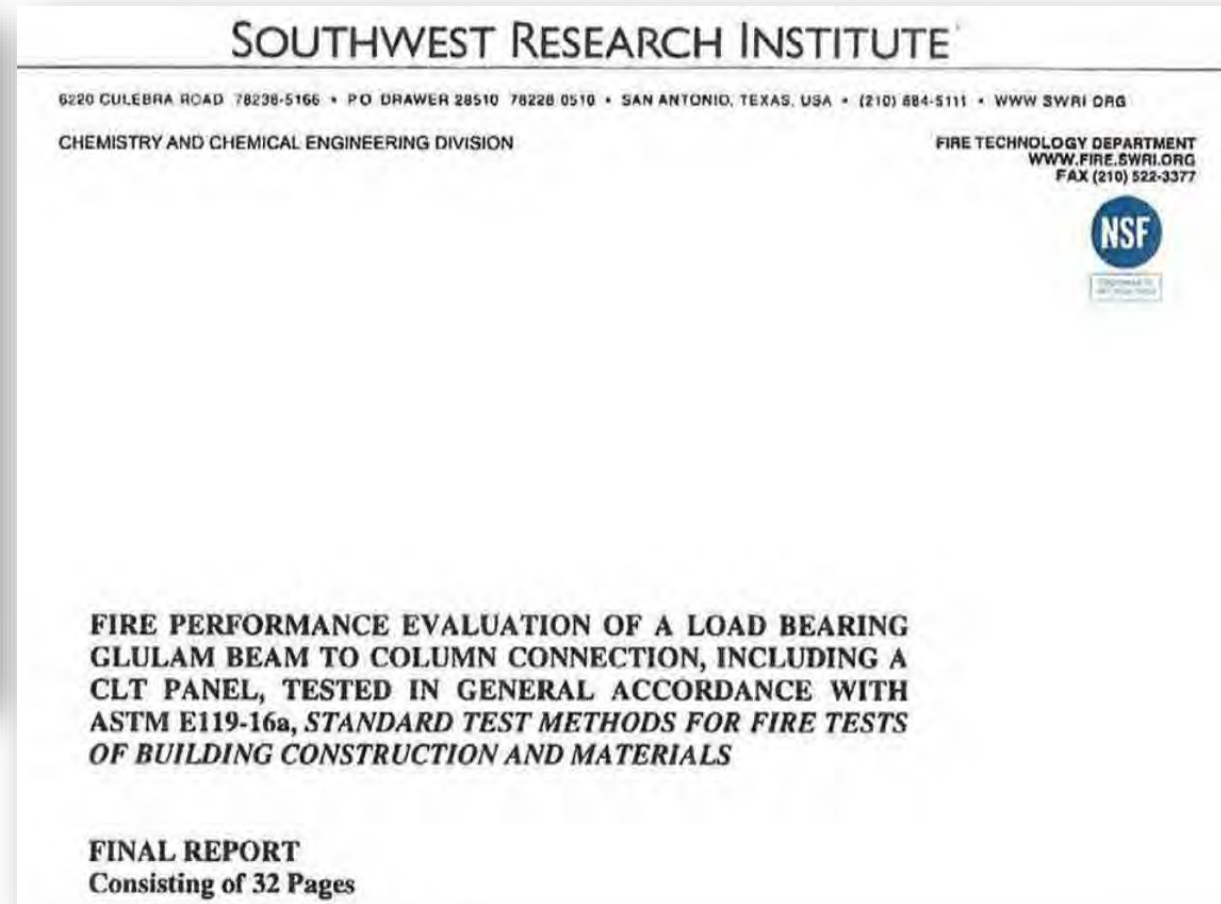 SOUTHWEST RESEARCH INSTITUTE
6220 CULEBRA ROAD 78238-5166 • PO DRAWER 28510 78228 0510 • SAN ANTONIO, TEXAS, USA • (210) 684-5111 • WWW SWRI ORG
CHEMISTRY AND CHEMICAL ENGINEERING DIVISION
FIRE TECHNOLOGY DEPARTMENT
WWW.FIRE.SWRI.ORG
FAX (210) 522-3377
NSF
FIRE PERFORMANCE EVALUATION OF A LOAD BEARING
GLULAM BEAM TO COLUMN CONNECTION, INCLUDING A
CLT PANEL, TESTED IN GENERAL ACCORDANCE WITH
ASTM E119-16a, STANDARD TEST METHODS FOR FIRE TESTS
OF BUILDING CONSTRUCTION AND MATERIALS
FINAL REPORT
Consisting of 32 Pages